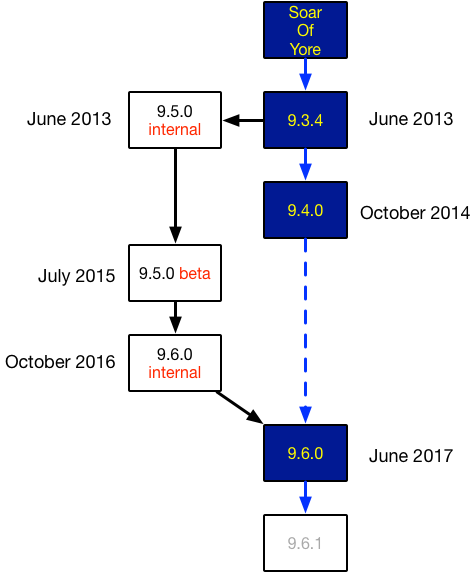 Soar
Of
Yore
June 2013
9.5.0
internal
9.3.4
June 2013
9.4.0
October 2014
July 2015
9.5.0 beta
October 2016
9.6.0
internal
9.6.0
June 2017
9.6.1